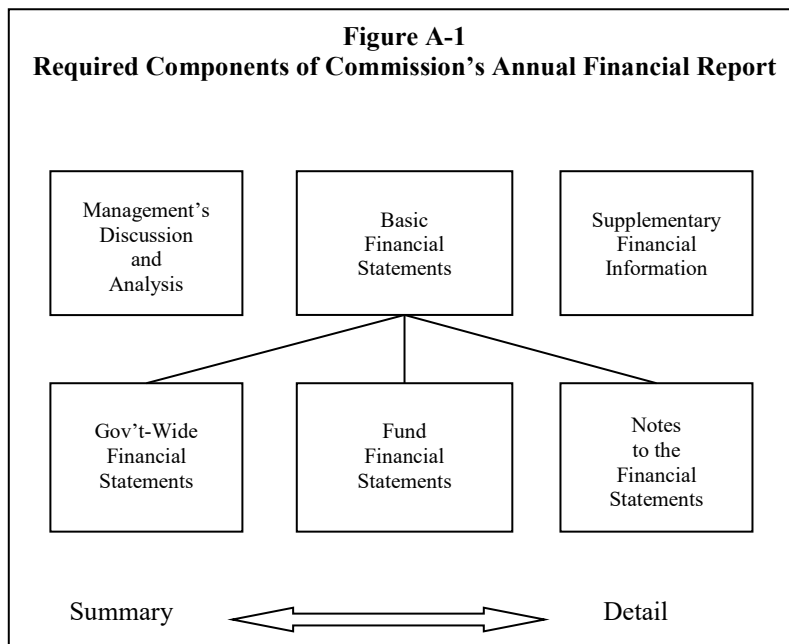 Figure A-1
Required Components of Commission’s Annual Financial Report
Management’s
Discussion
and
Analysis
Basic
Financial
Statements
Supplementary
Financial
Information
Gov’t-Wide
Financial
Statements
Fund
Financial
Statements
Notes
to the
Financial
Statements
Summary
Detail